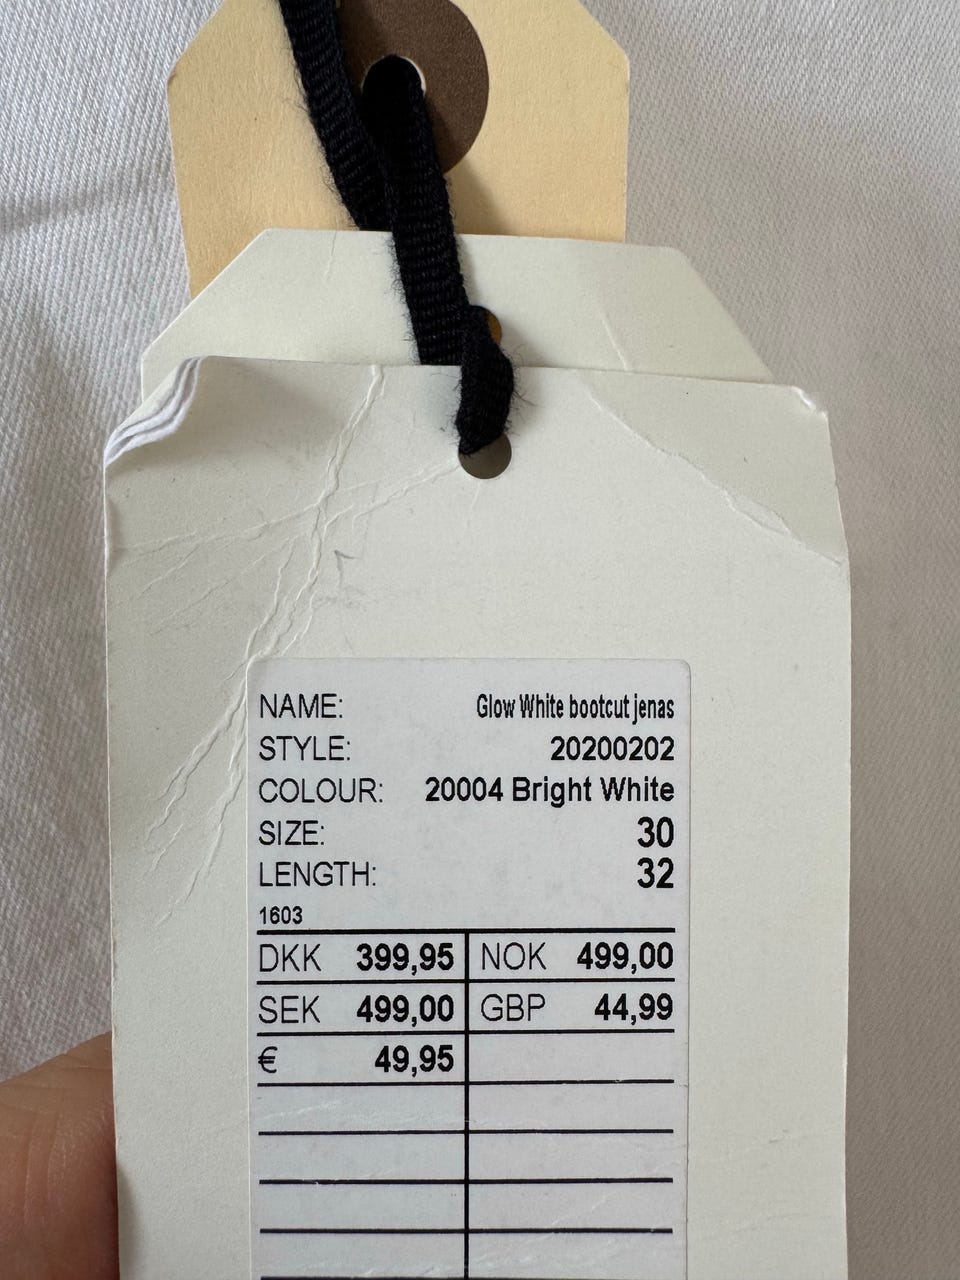 NAME: Glow White bootcut jenas
STYLE: 20200202
COLOUR: 20004 Bright White
SIZE: 30
LENGTH: 32
1603
DKK 399,95 NOK 499,00
SEK 499,00 GBP 44,99
€ 49,95